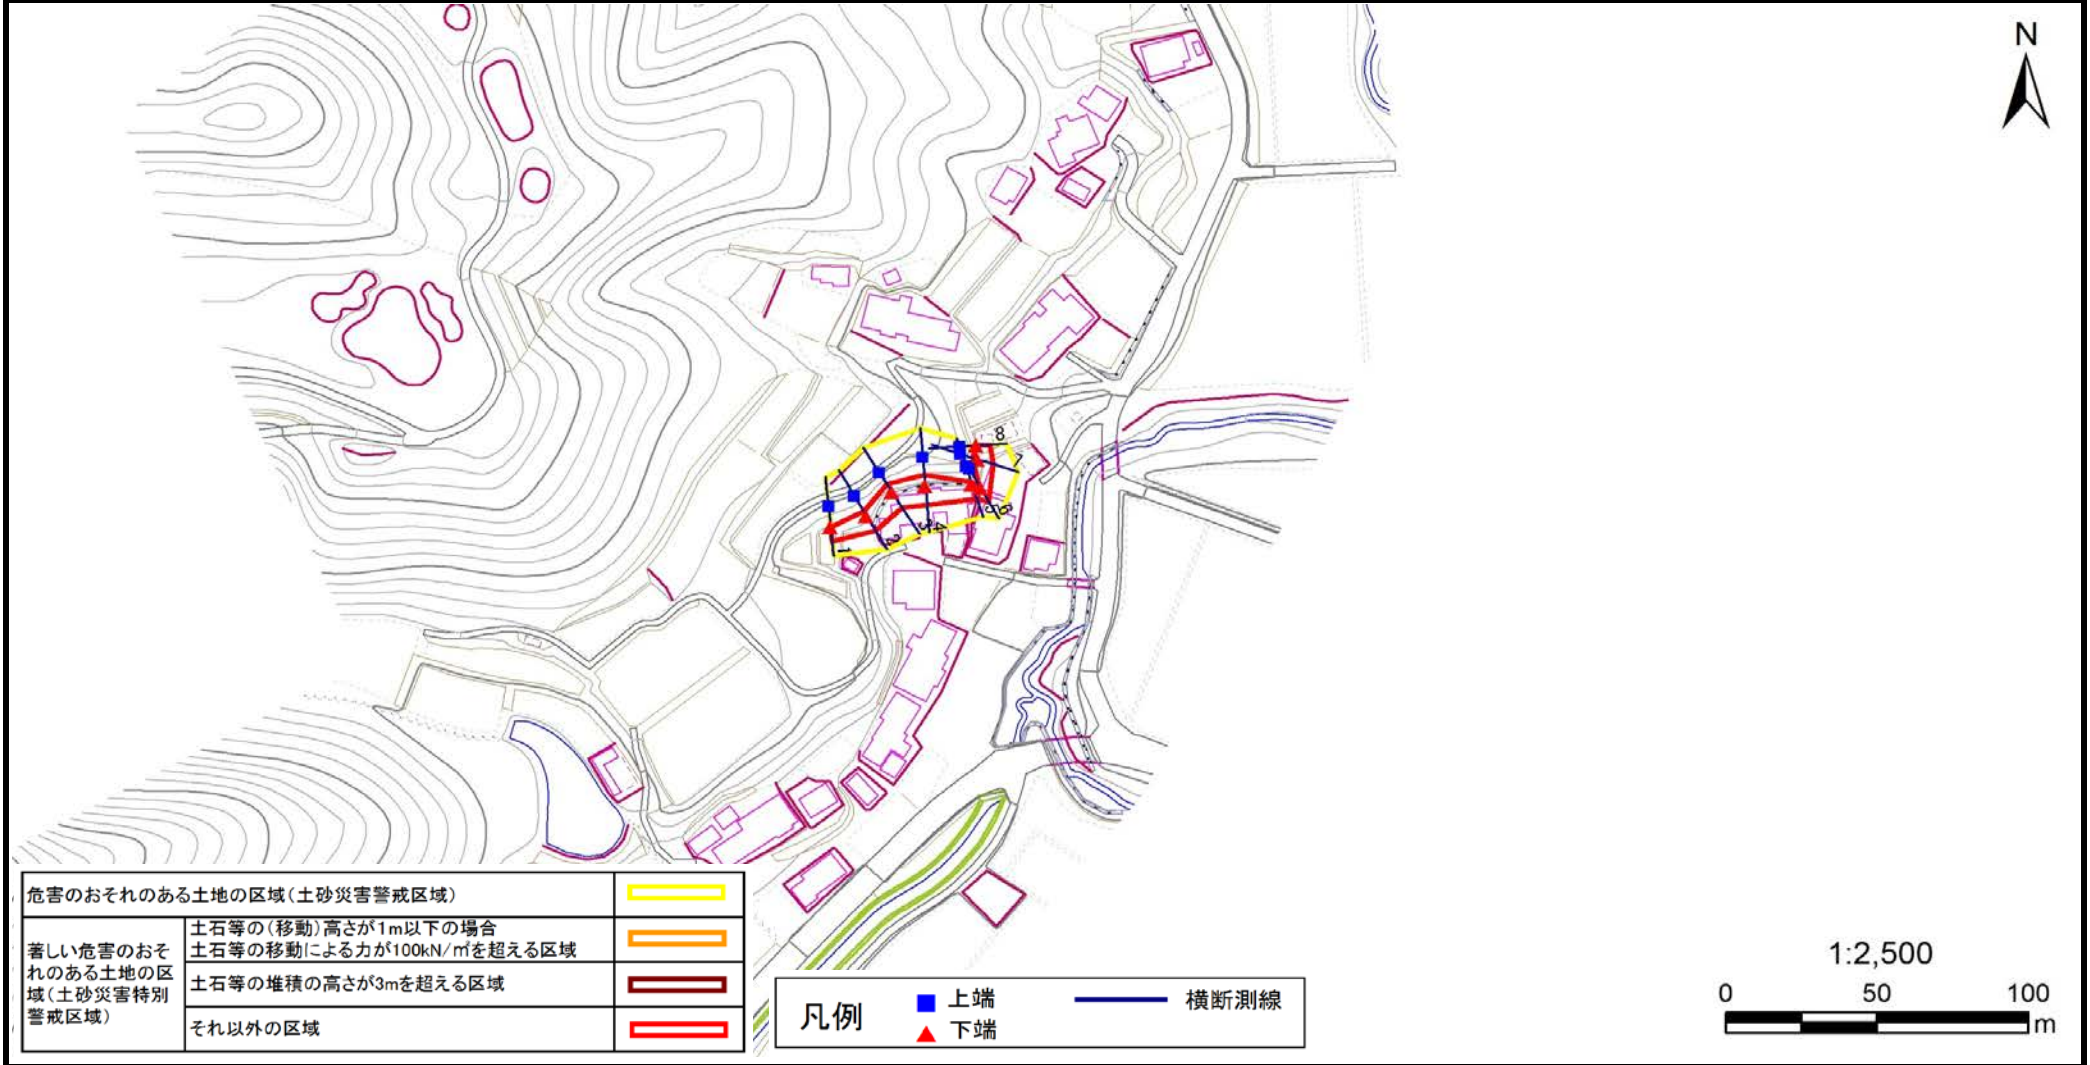 N
8
7
6
5
4
3
2
1
危害のおそれのある土地の区域(土砂災害警戒区域)
著しい危害のおそ
れのある土地の区
域(土砂災害特別
警戒区域)
土石等の(移動)高さが1m以下の場合
土石等の移動による力が100kN/㎡を超える区域
土石等の堆積の高さが3mを超える区域
それ以外の区域
凡例
上端
下端
横断測線
1:2,500
0 50 100
m